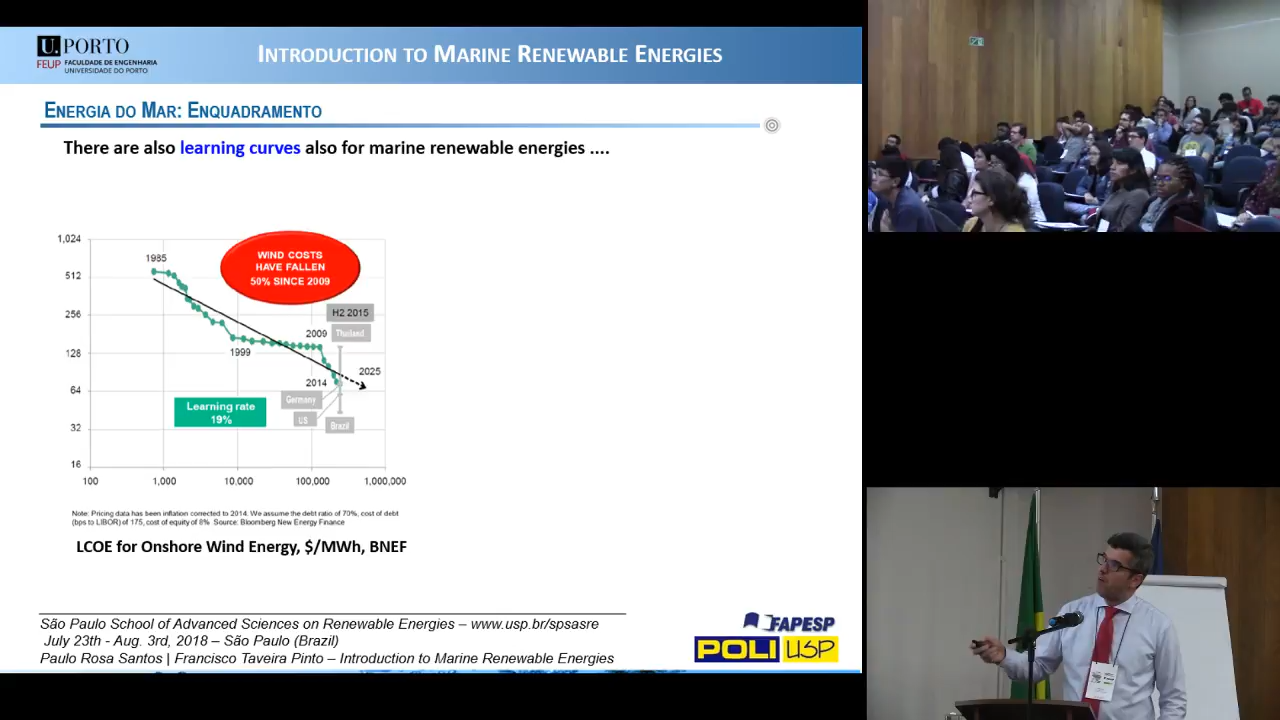 U.PORTO
FEUP FACULDADE DE ENGENHARIA
UNIVERSIDADE DO PORTO
INTRODUCTION TO MARINE RENEWABLE ENERGIES
ENERGIA DO MAR: ENQUADRAMENTO
There are also learning curves also for marine renewable energies ....
1,024
512
256
128
64
32
16
1985
WIND COSTS
HAVE FALLEN
50% SINCE 2009
H2 2015
Thailand
2009
1999
2025
2014
Germany
US
Brazil
Learning rate
19%
100
1,000
10,000
100,000
1,000,000
Note: Pricing data has been inflation corrected to 2014. We assume the debt ratio of 70%, cost of debt
(bps to LIBOR) of 175, cost of equity of 8% Source: Bloomberg New Energy Finance
LCOE for Onshore Wind Energy, $/MWh, BNEF
São Paulo School of Advanced Sciences on Renewable Energies – www.usp.br/spsasre
July 23th - Aug. 3rd, 2018 – São Paulo (Brazil)
Paulo Rosa Santos | Francisco Taveira Pinto – Introduction to Marine Renewable Energies
FAPESP
POLI USP